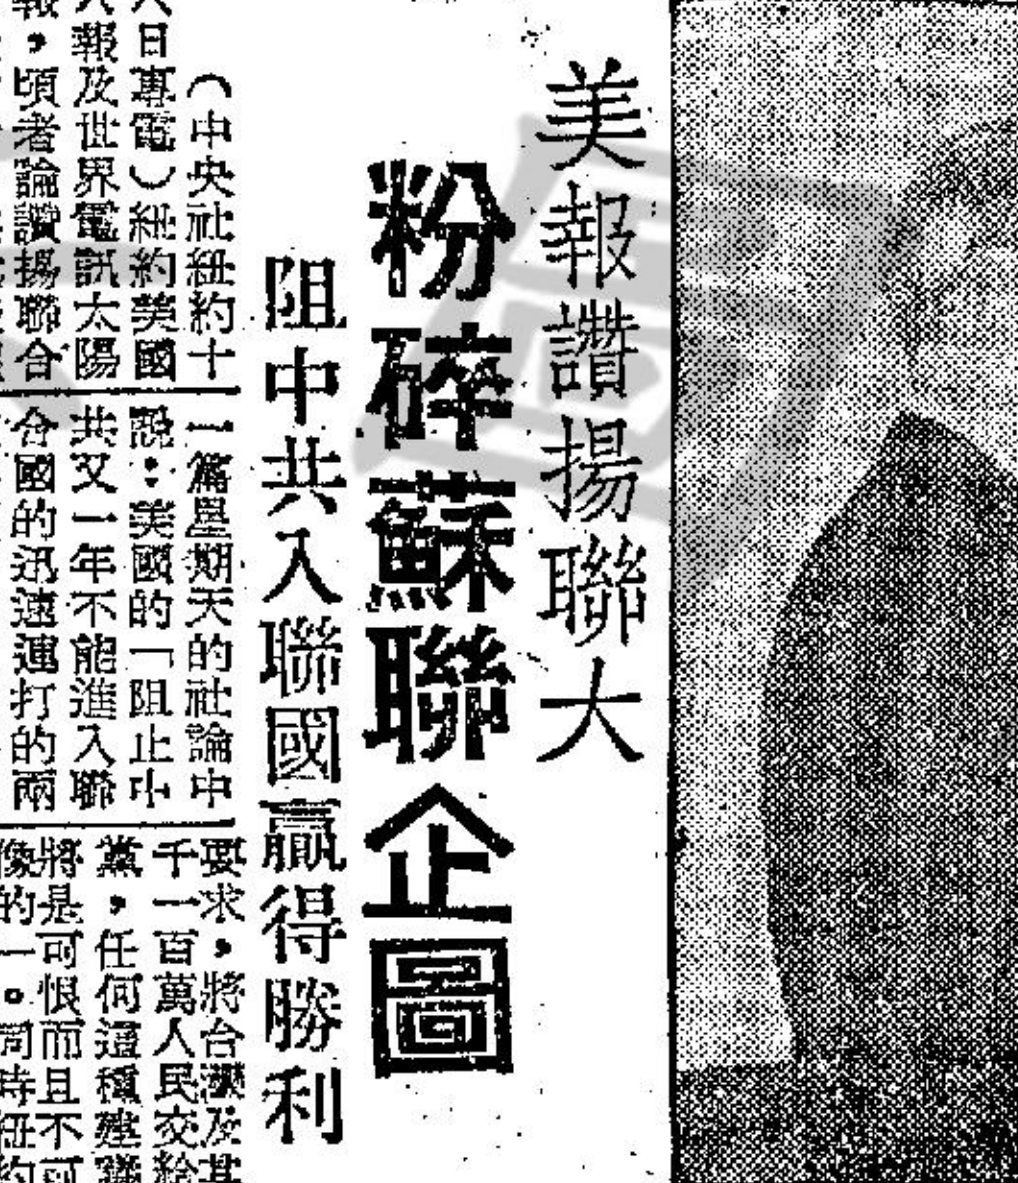 美報讚揚聯大
粉碎蘇聯企圖
阻中共入聯國贏得勝利
（中央社紐約十
日專電）紐約美國
報及世界電訊太陽
報，頃者論讚揚聯合
一篇星期天的社論中
說：美國的「阻止中
共又一年不能進入聯
合國的迅速連打的兩
要求，將台灣及其
千一百萬人民交給
黨，任何這種建議
將是可恨而且不可
像的一。同時紐約